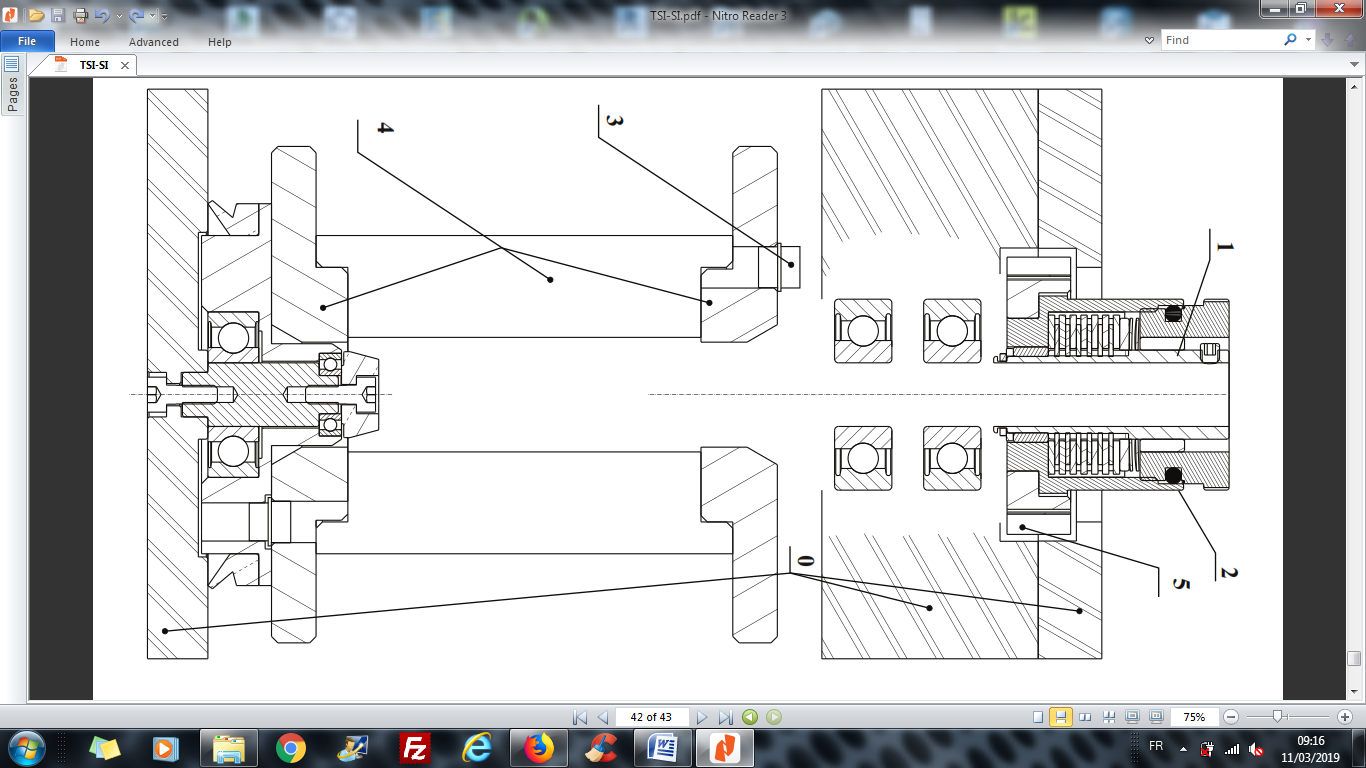 TSI-SI.pdf - Nitro Reader 3
File
Home
Advanced
Help
Find
TSI-SI
Pages
4
3
1
0
2
5
42 of 43
75%
FZ
W
FR
09:16
11/03/2019